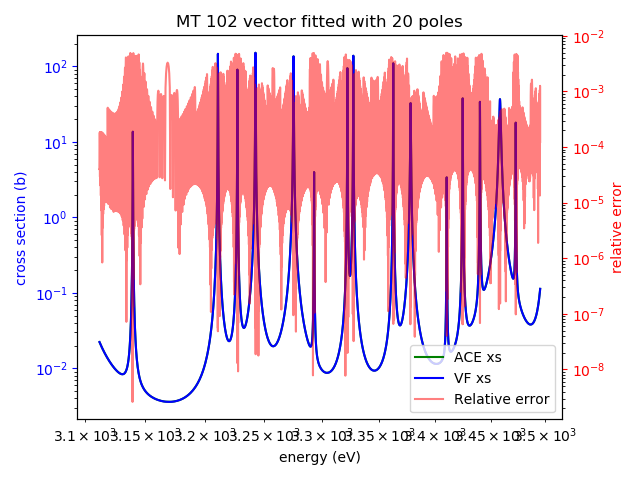 MT 102 vector fitted with 20 poles
cross section (b)
10²
10¹
10⁰
10⁻¹
10⁻²
10⁻²
10⁻³
10⁻⁴
10⁻⁵
10⁻⁶
10⁻⁷
10⁻⁸
relative error
ACE xs
VF xs
Relative error
3.1 × 10³ 3.15 × 10³ 3.2 × 10³ 3.25 × 10³ 3.3 × 10³ 3.35 × 10³ 3.4 × 10³ 3.45 × 10³ 3.5 × 10³
energy (eV)